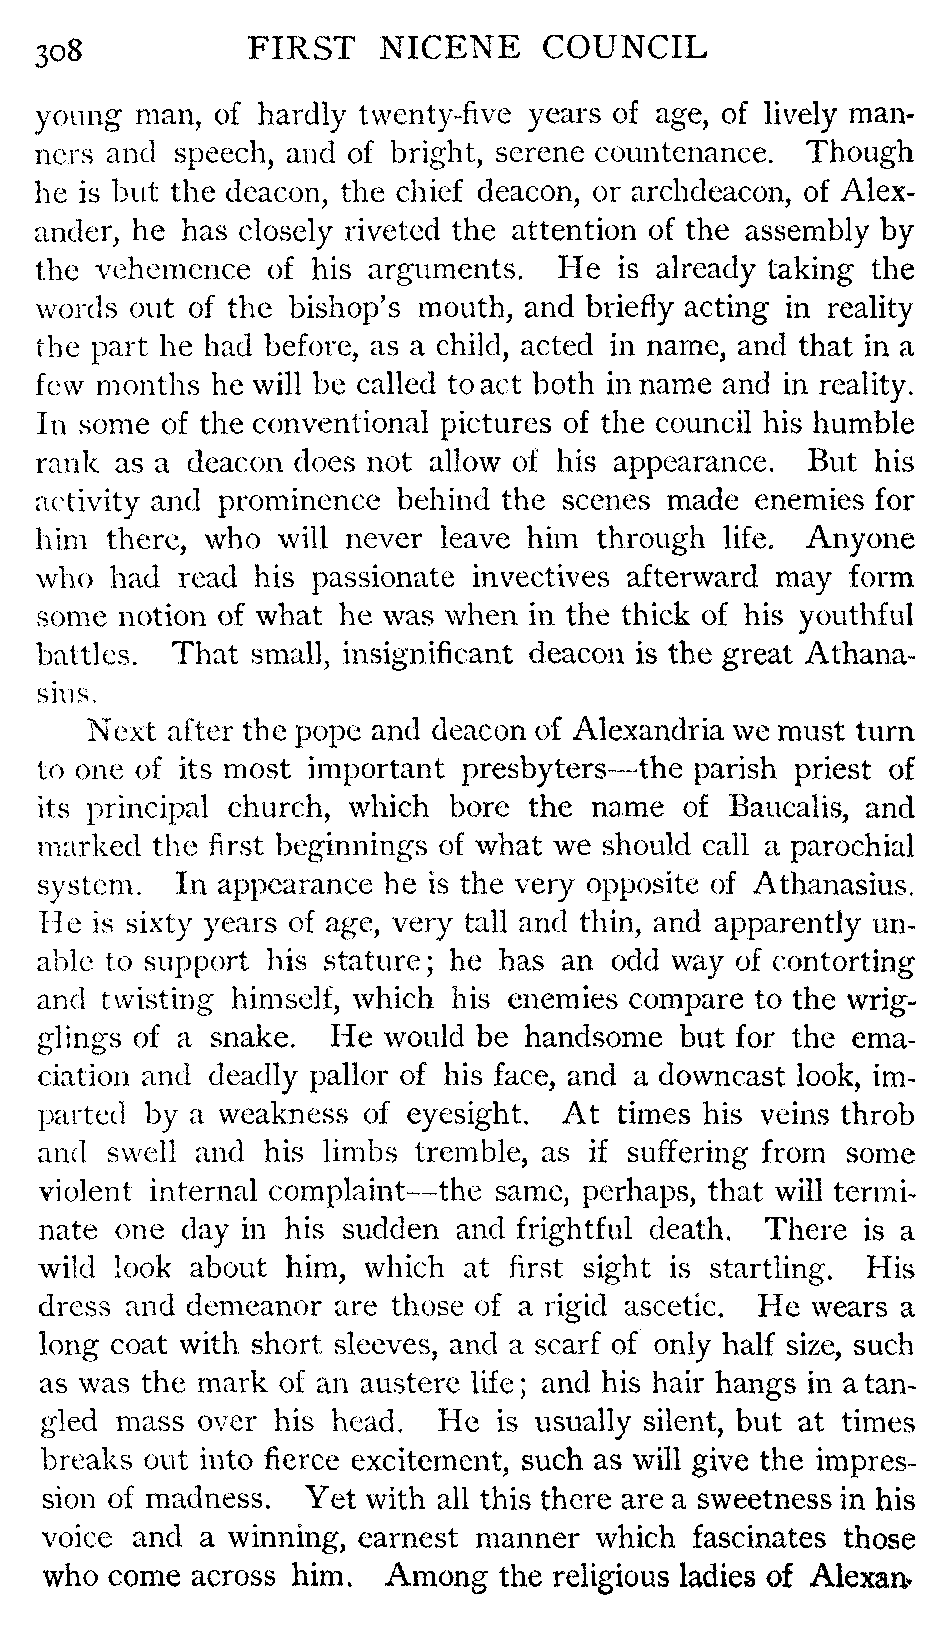 308 FIRST NICENE COUNCIL
young man, of hardly twenty-five years of age, of lively man-
ners and speech, and of bright, serene countenance. Though
he is but the deacon, the chief deacon, or archdeacon, of Alex-
ander, he has closely riveted the attention of the assembly by
the vehemence of his arguments. He is already taking the
words out of the bishop's mouth, and briefly acting in reality
the part he had before, as a child, acted in name, and that in a
few months he will be called to act both in name and in reality.
In some of the conventional pictures of the council his humble
rank as a deacon does not allow of his appearance. But his
activity and prominence behind the scenes made enemies for
him there, who will never leave him through life. Anyone
who had read his passionate invectives afterward may form
some notion of what he was when in the thick of his youthful
battles. That small, insignificant deacon is the great Athana-
sius.
Next after the pope and deacon of Alexandria we must turn
to one of its most important presbyters—the parish priest of
its principal church, which bore the name of Baucalis, and
marked the first beginnings of what we should call a parochial
system. In appearance he is the very opposite of Athanasius.
He is sixty years of age, very tall and thin, and apparently un-
able to support his stature; he has an odd way of contorting
and twisting himself, which his enemies compare to the wrig-
glings of a snake. He would be handsome but for the ema-
ciation and deadly pallor of his face, and a downcast look, im-
parted by a weakness of eyesight. At times his veins throb
and swell and his limbs tremble, as if suffering from some
violent internal complaint—the same, perhaps, that will termi-
nate one day in his sudden and frightful death. There is a
wild look about him, which at first sight is startling. His
dress and demeanor are those of a rigid ascetic. He wears a
long coat with short sleeves, and a scarf of only half size, such
as was the mark of an austere life; and his hair hangs in a tan-
gled mass over his head. He is usually silent, but at times
breaks out into fierce excitement, such as will give the impres-
sion of madness. Yet with all this there are a sweetness in his
voice and a winning, earnest manner which fascinates those
who come across him. Among the religious ladies of Alexan-